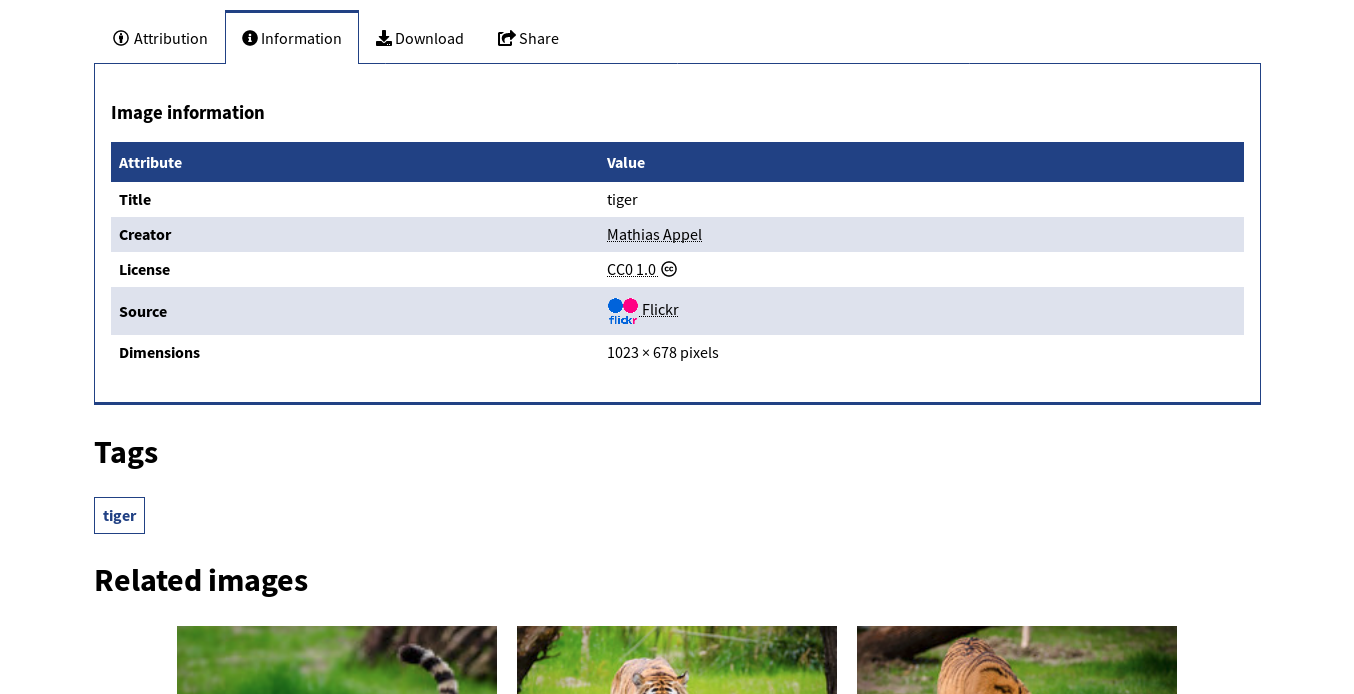 Attribution Information Download Share
Image information
Attribute Value
Title tiger
Creator Mathias Appel
License CC0 1.0 cc
Source flickr Flickr
Dimensions 1023 × 678 pixels
Tags
tiger
Related images